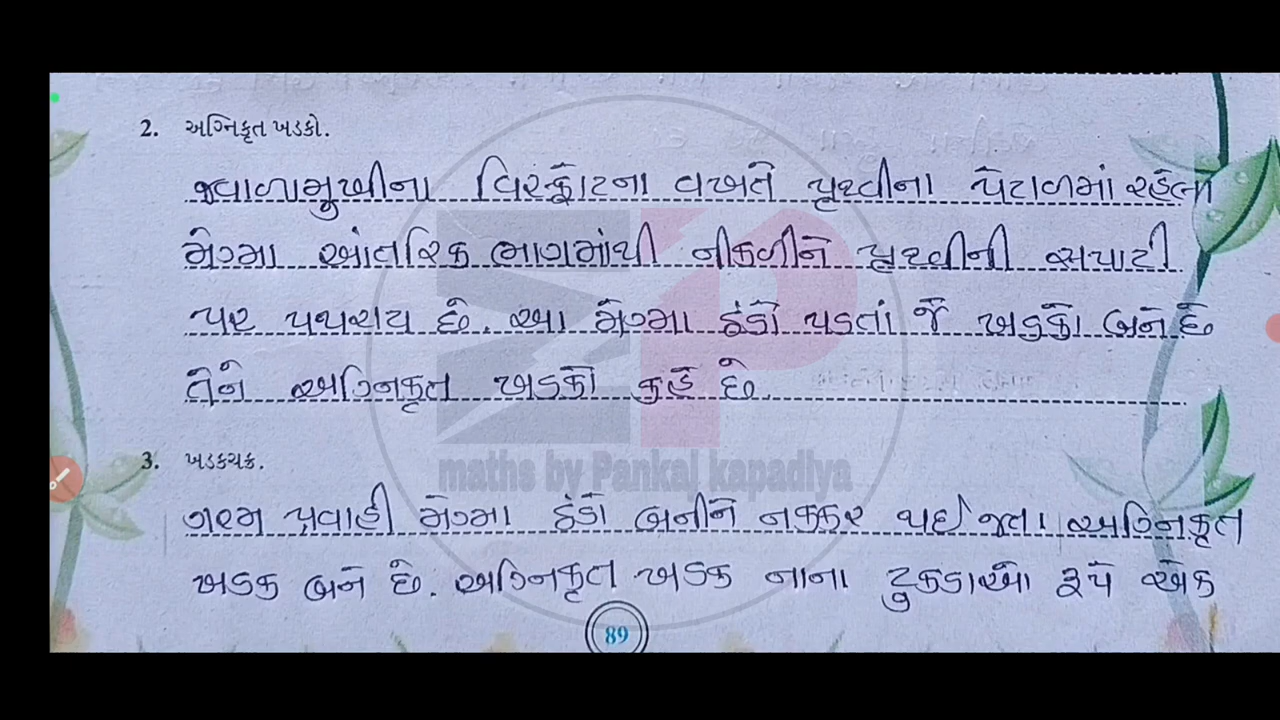 2. અગ્નિકૃત ખડકો.
જ્વાળામુખીના વિસ્ફોટના વખતે પૃથ્વીના પેટાળમાં રહેલો
મેગ્મા આંતરિક ભાગમાંથી નીકળીને પૃથ્વીની સપાટી
પર પથરાય છે. આ મેગ્મા ઠંડો પડતાં જે ખડકો બને છે
તેને અગ્નિકૃત ખડકો કહે છે.
3. ખડકચક્ર.
maths by Pankaj kapadiya
ગરમ પ્રવાહી મેગ્મા ઠંડો બનીને નક્કર થઈ જતા અગ્નિકૃત
ખડક બને છે. અગ્નિકૃત ખડક નાના ટુકડાઓ રૂપે એક
89